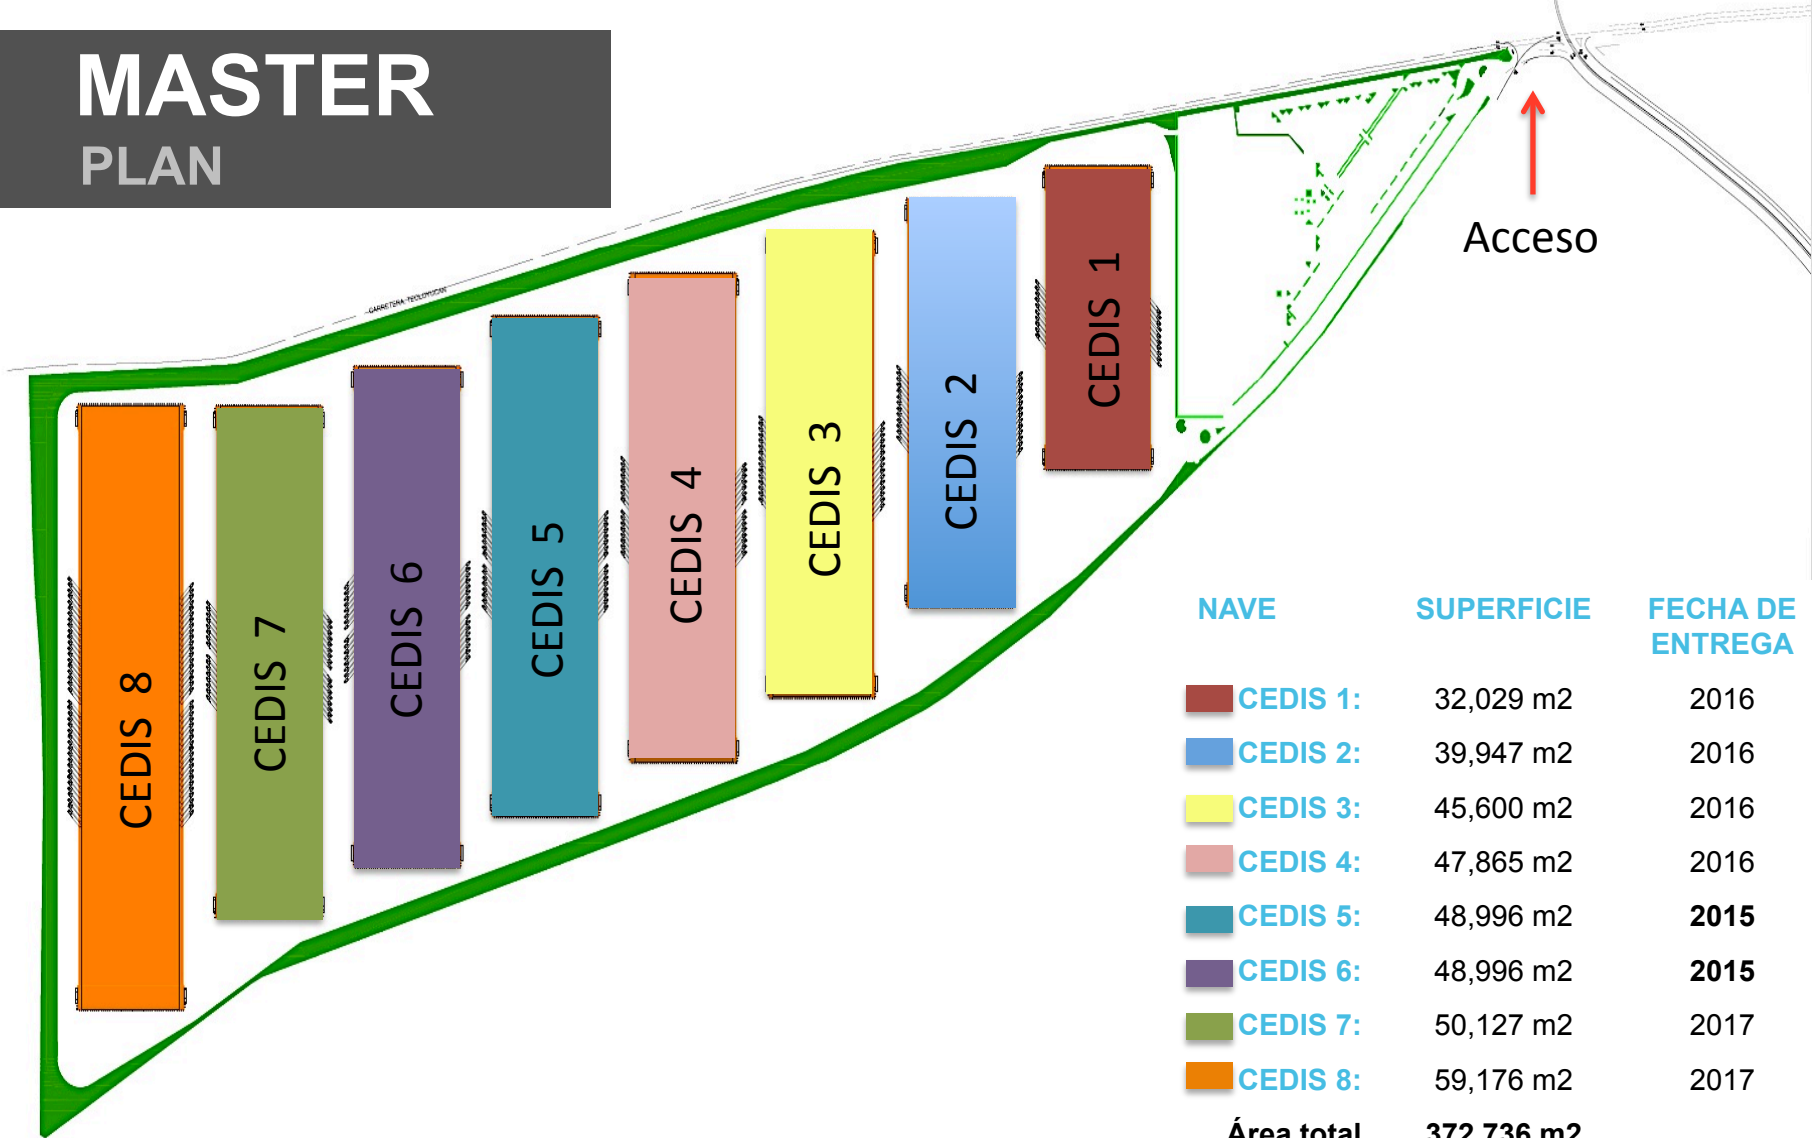 MASTER
PLAN
CARRETERA TEOLOYUCAN
Acceso
CEDIS 1
CEDIS 2
CEDIS 3
CEDIS 4
CEDIS 5
CEDIS 6
CEDIS 7
CEDIS 8
NAVE SUPERFICIE FECHA DE ENTREGA
CEDIS 1: 32,029 m2 2016
CEDIS 2: 39,947 m2 2016
CEDIS 3: 45,600 m2 2016
CEDIS 4: 47,865 m2 2016
CEDIS 5: 48,996 m2 2015
CEDIS 6: 48,996 m2 2015
CEDIS 7: 50,127 m2 2017
CEDIS 8: 59,176 m2 2017
Área total 372,736 m2